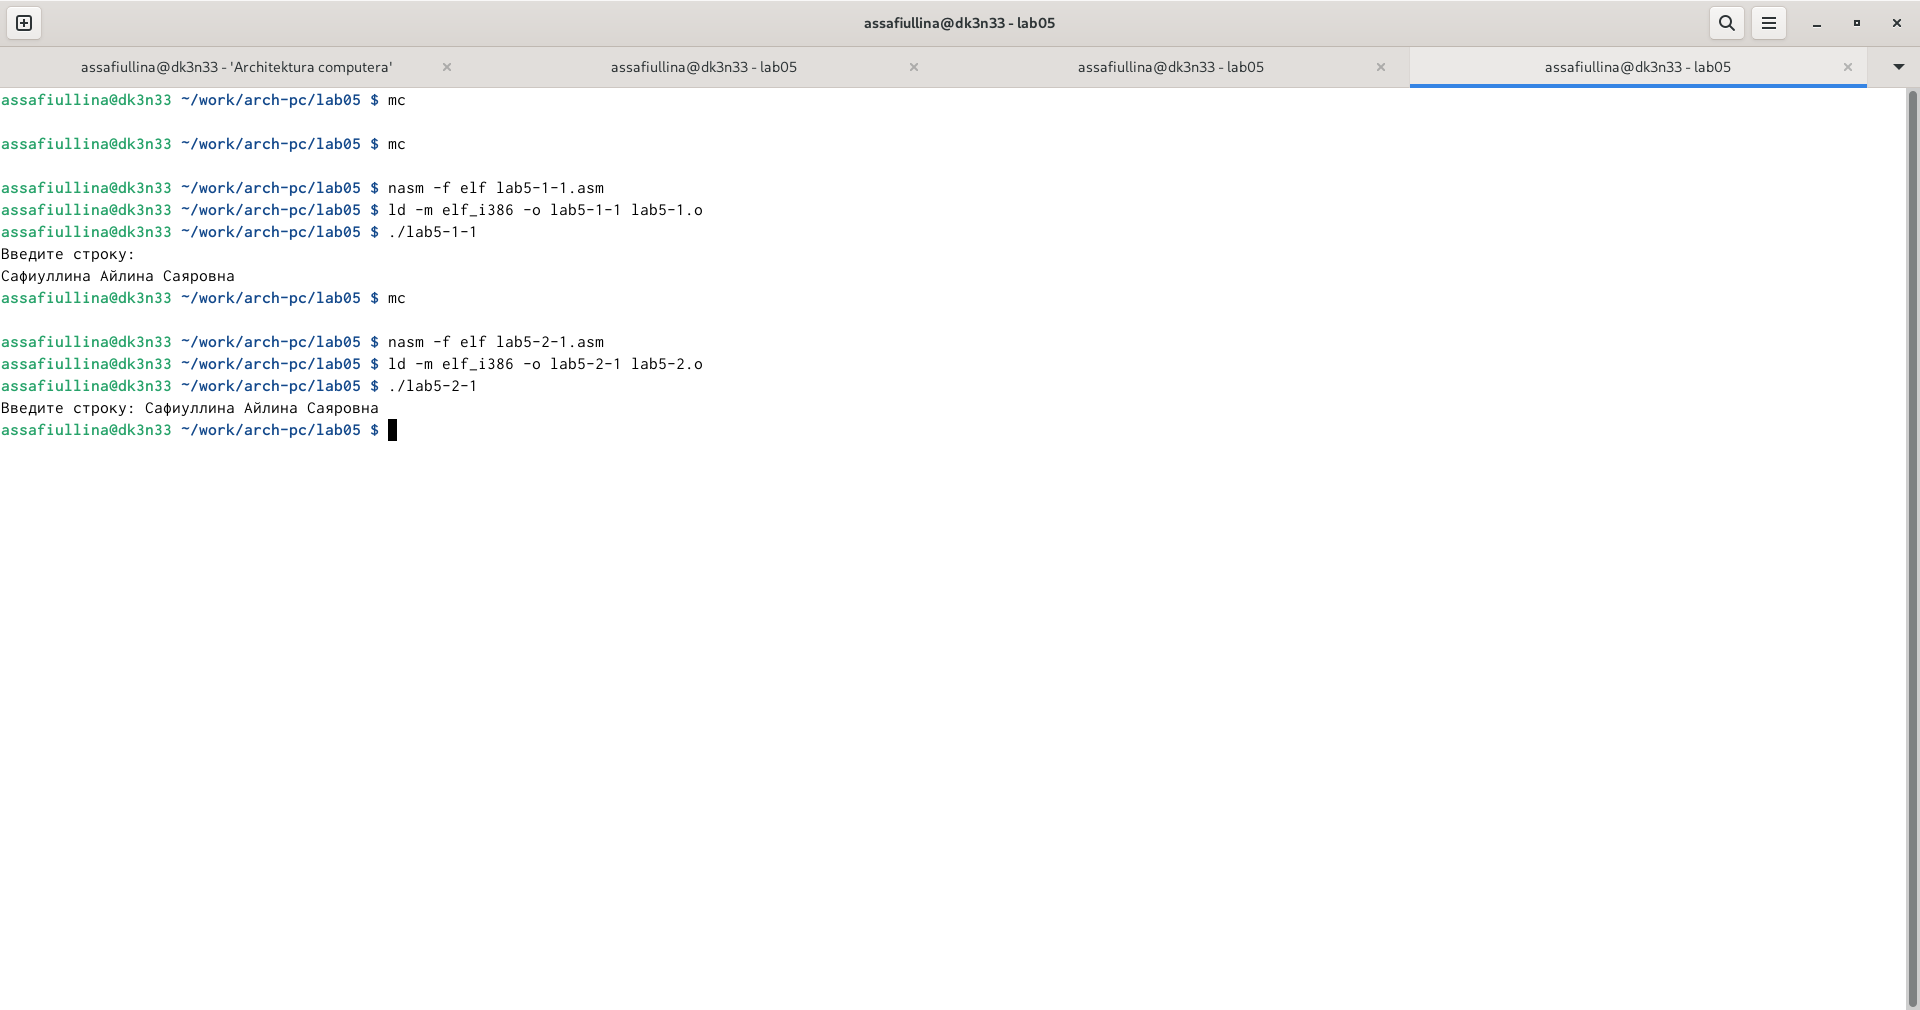 assafiullina@dk3n33 - lab05
assafiullina@dk3n33 - 'Architektura computera'
assafiullina@dk3n33 - lab05
assafiullina@dk3n33 - lab05
assafiullina@dk3n33 - lab05
assafiullina@dk3n33 ~/work/arch-pc/lab05 $ mc
assafiullina@dk3n33 ~/work/arch-pc/lab05 $ mc
assafiullina@dk3n33 ~/work/arch-pc/lab05 $ nasm -f elf lab5-1-1.asm
assafiullina@dk3n33 ~/work/arch-pc/lab05 $ ld -m elf_i386 -o lab5-1-1 lab5-1.o
assafiullina@dk3n33 ~/work/arch-pc/lab05 $ ./lab5-1-1
Введите строку:
Сафиуллина Айлина Саяровна
assafiullina@dk3n33 ~/work/arch-pc/lab05 $ mc
assafiullina@dk3n33 ~/work/arch-pc/lab05 $ nasm -f elf lab5-2-1.asm
assafiullina@dk3n33 ~/work/arch-pc/lab05 $ ld -m elf_i386 -o lab5-2-1 lab5-2.o
assafiullina@dk3n33 ~/work/arch-pc/lab05 $ ./lab5-2-1
Введите строку: Сафиуллина Айлина Саяровна
assafiullina@dk3n33 ~/work/arch-pc/lab05 $